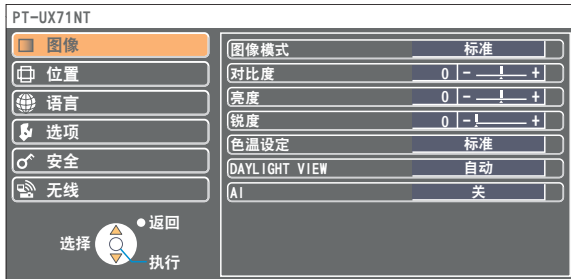 PT-UX71NT
图像
位置
语言
选项
安全
无线
选择
返回
执行
图像模式 标准
对比度 0 - +
亮度 0 - +
锐度 0 - +
色温设定 标准
DAYLIGHT VIEW 自动
AI 关